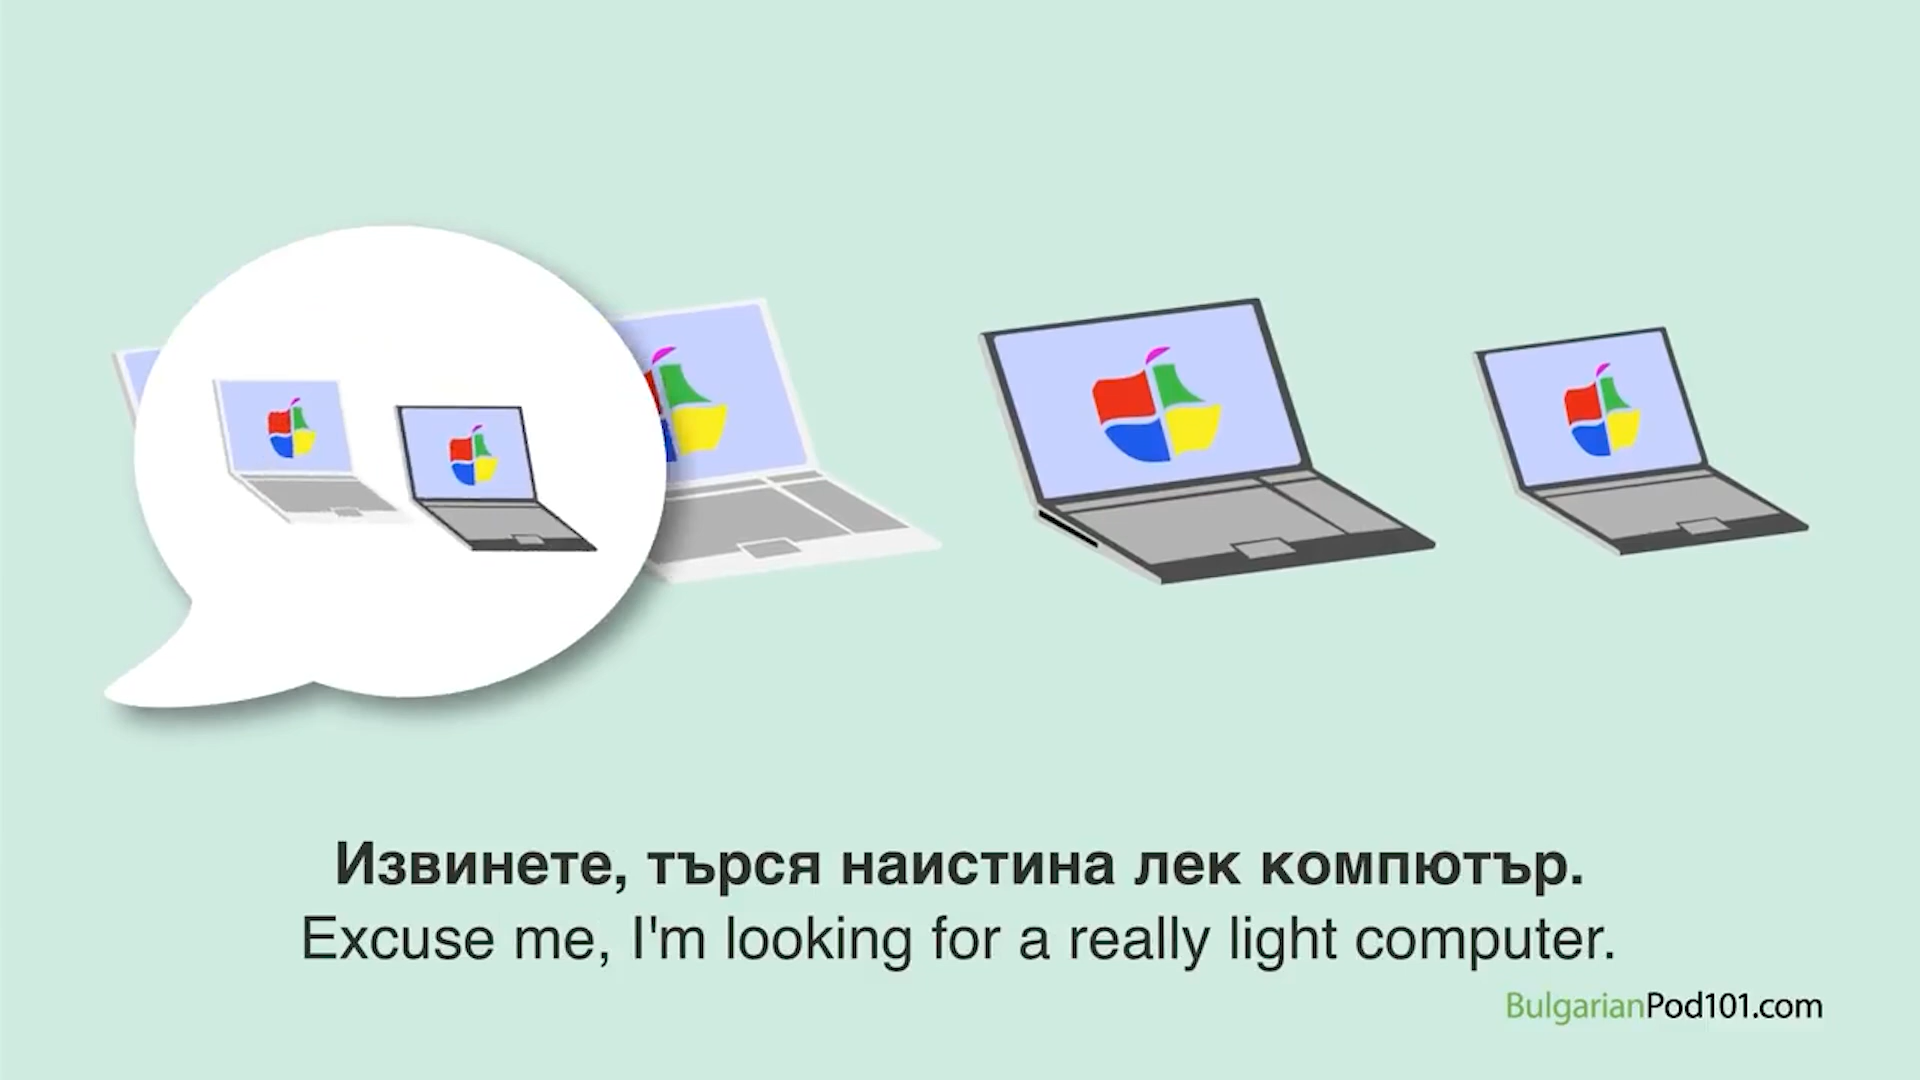 Извинете, търся наистина лек компютър.
Excuse me, I'm looking for a really light computer.
BulgarianPod101.com